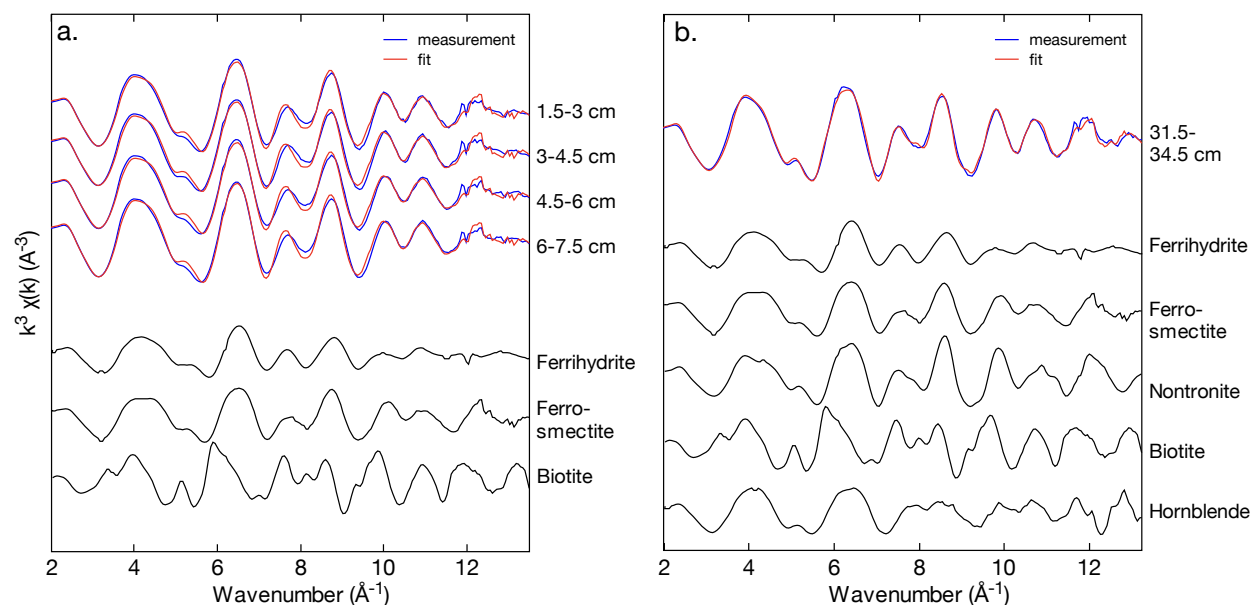 a.
measurement
fit
1.5-3 cm
3-4.5 cm
4.5-6 cm
6-7.5 cm
Ferrihydrite
Ferro-
smectite
Biotite
k³ χ(k) (A⁻³)
2 4 6 8 10 12
Wavenumber (Å⁻¹)
b.
measurement
fit
31.5-
34.5 cm
Ferrihydrite
Ferro-
smectite
Nontronite
Biotite
Hornblende
2 4 6 8 10 12
Wavenumber (Å⁻¹)